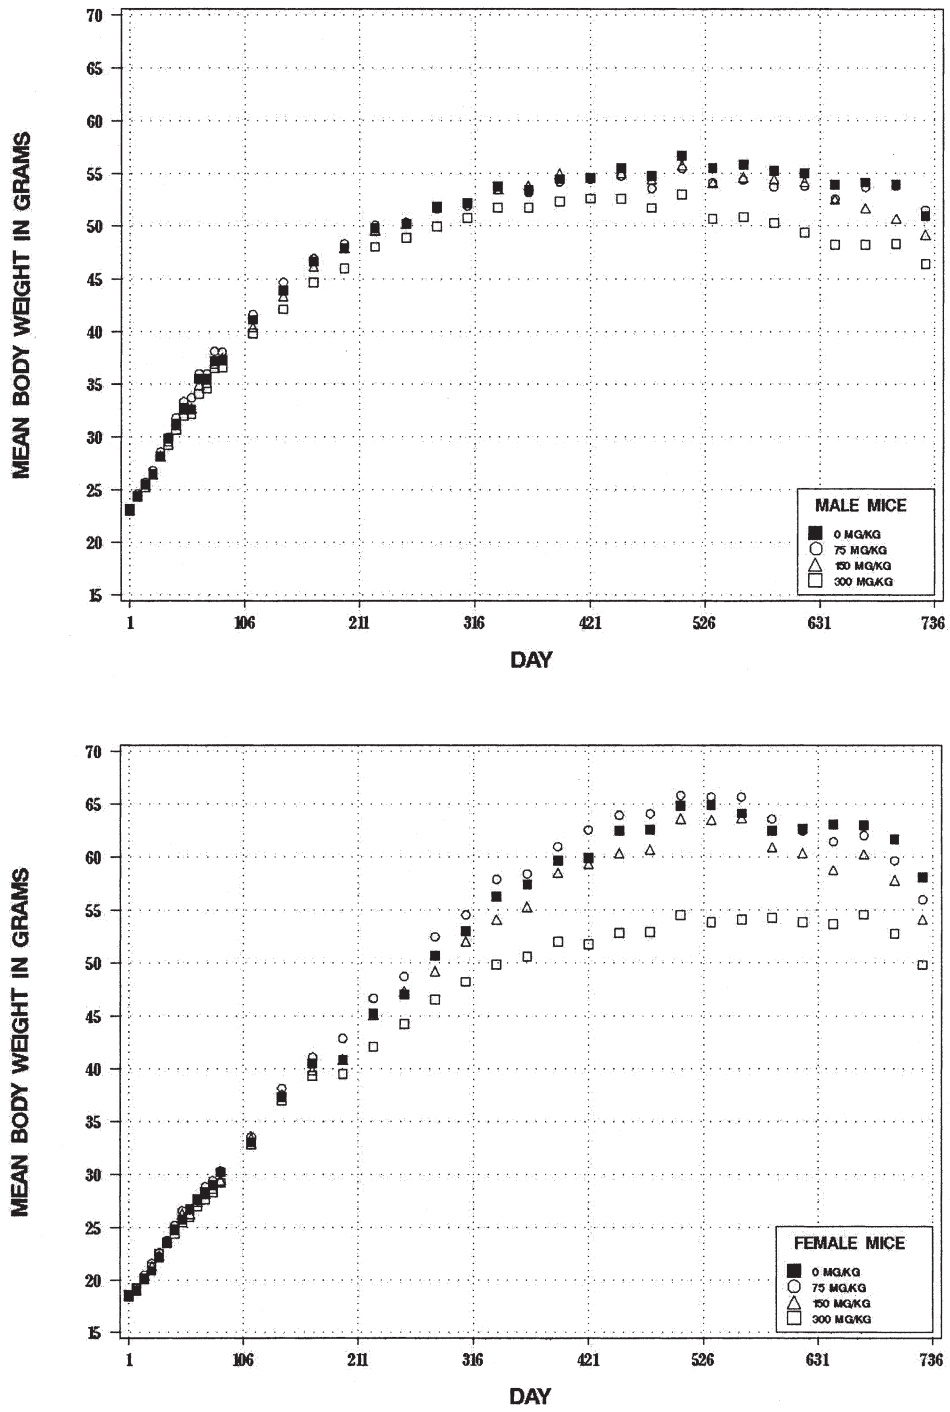 MEAN BODY WEIGHT IN GRAMS
70
65
60
55
50
45
40
35
30
25
20
15
1 106 211 316 421 526 631 736
DAY
MALE MICE
0 MG/KG
75 MG/KG
150 MG/KG
300 MG/KG
MEAN BODY WEIGHT IN GRAMS
70
65
60
55
50
45
40
35
30
25
20
15
1 106 211 316 421 526 631 736
DAY
FEMALE MICE
0 MG/KG
75 MG/KG
150 MG/KG
300 MG/KG